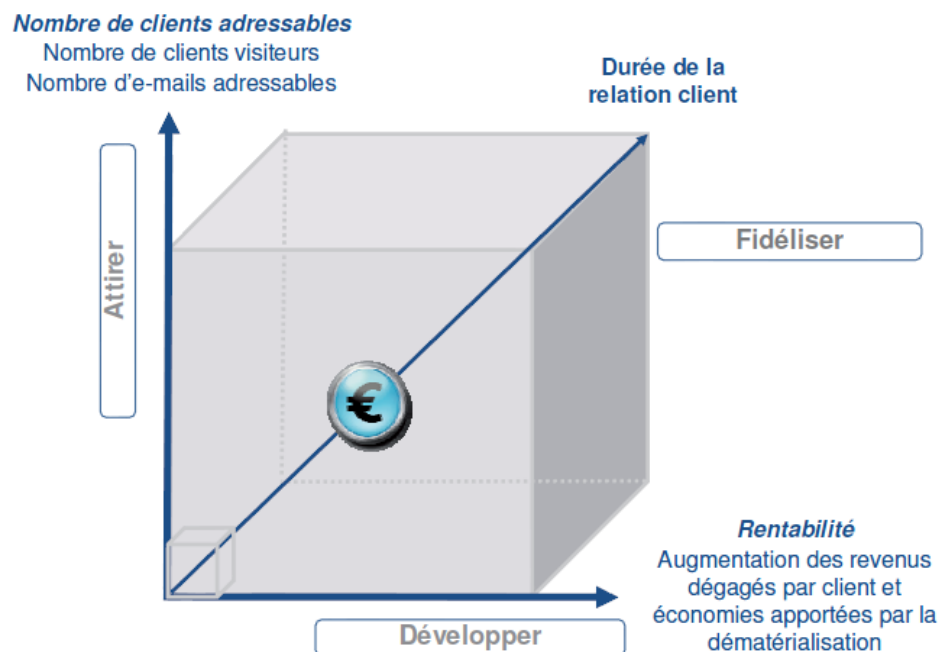 Nombre de clients adressables
Nombre de clients visiteurs
Nombre d'e-mails adressables
Durée de la
relation client
Attirer
Fidéliser
€
Rentabilité
Augmentation des revenus
dégagés par client et
économies apportées par la
dématérialisation
Développer